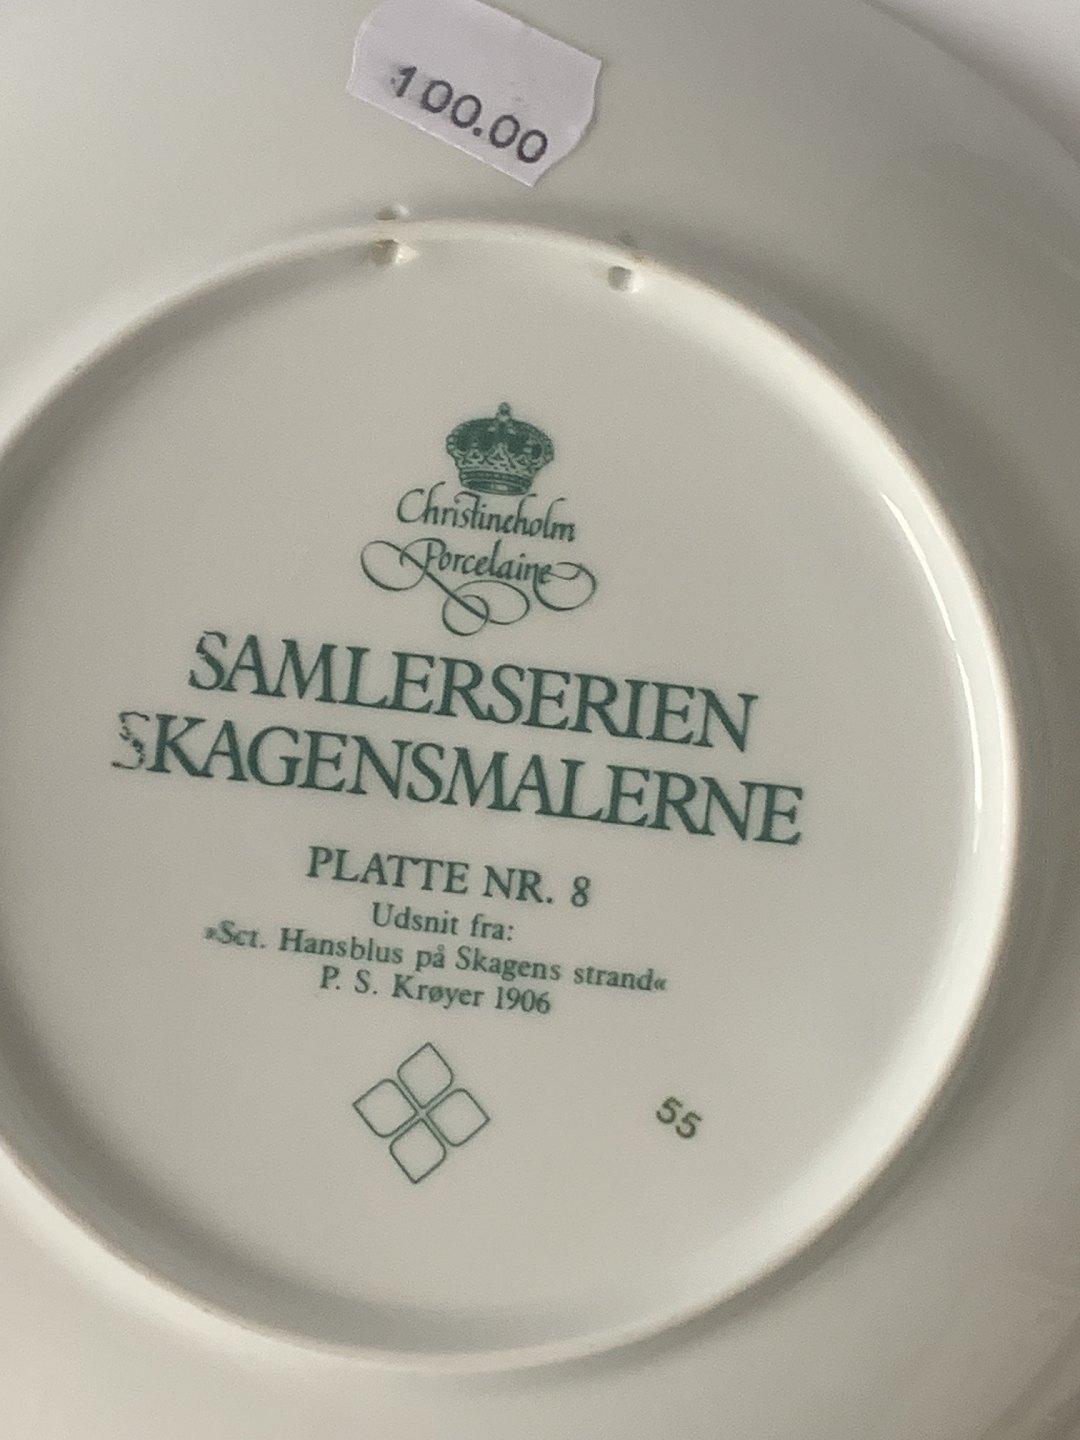 100.00
Christineholm
Porcelaine
SAMLERSERIEN
SKAGENSMALERNE
PLATTE NR. 8
Udsnit fra:
»Sct. Hansblus på Skagens strand«
P. S. Krøyer 1906
55